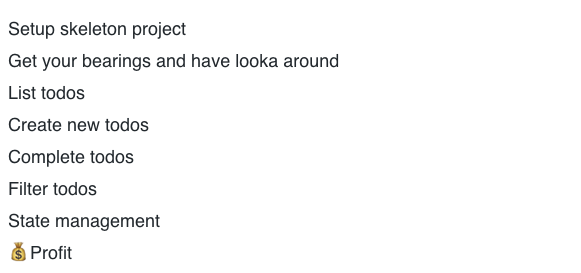 Setup skeleton project
Get your bearings and have looka around
List todos
Create new todos
Complete todos
Filter todos
State management
💰Profit